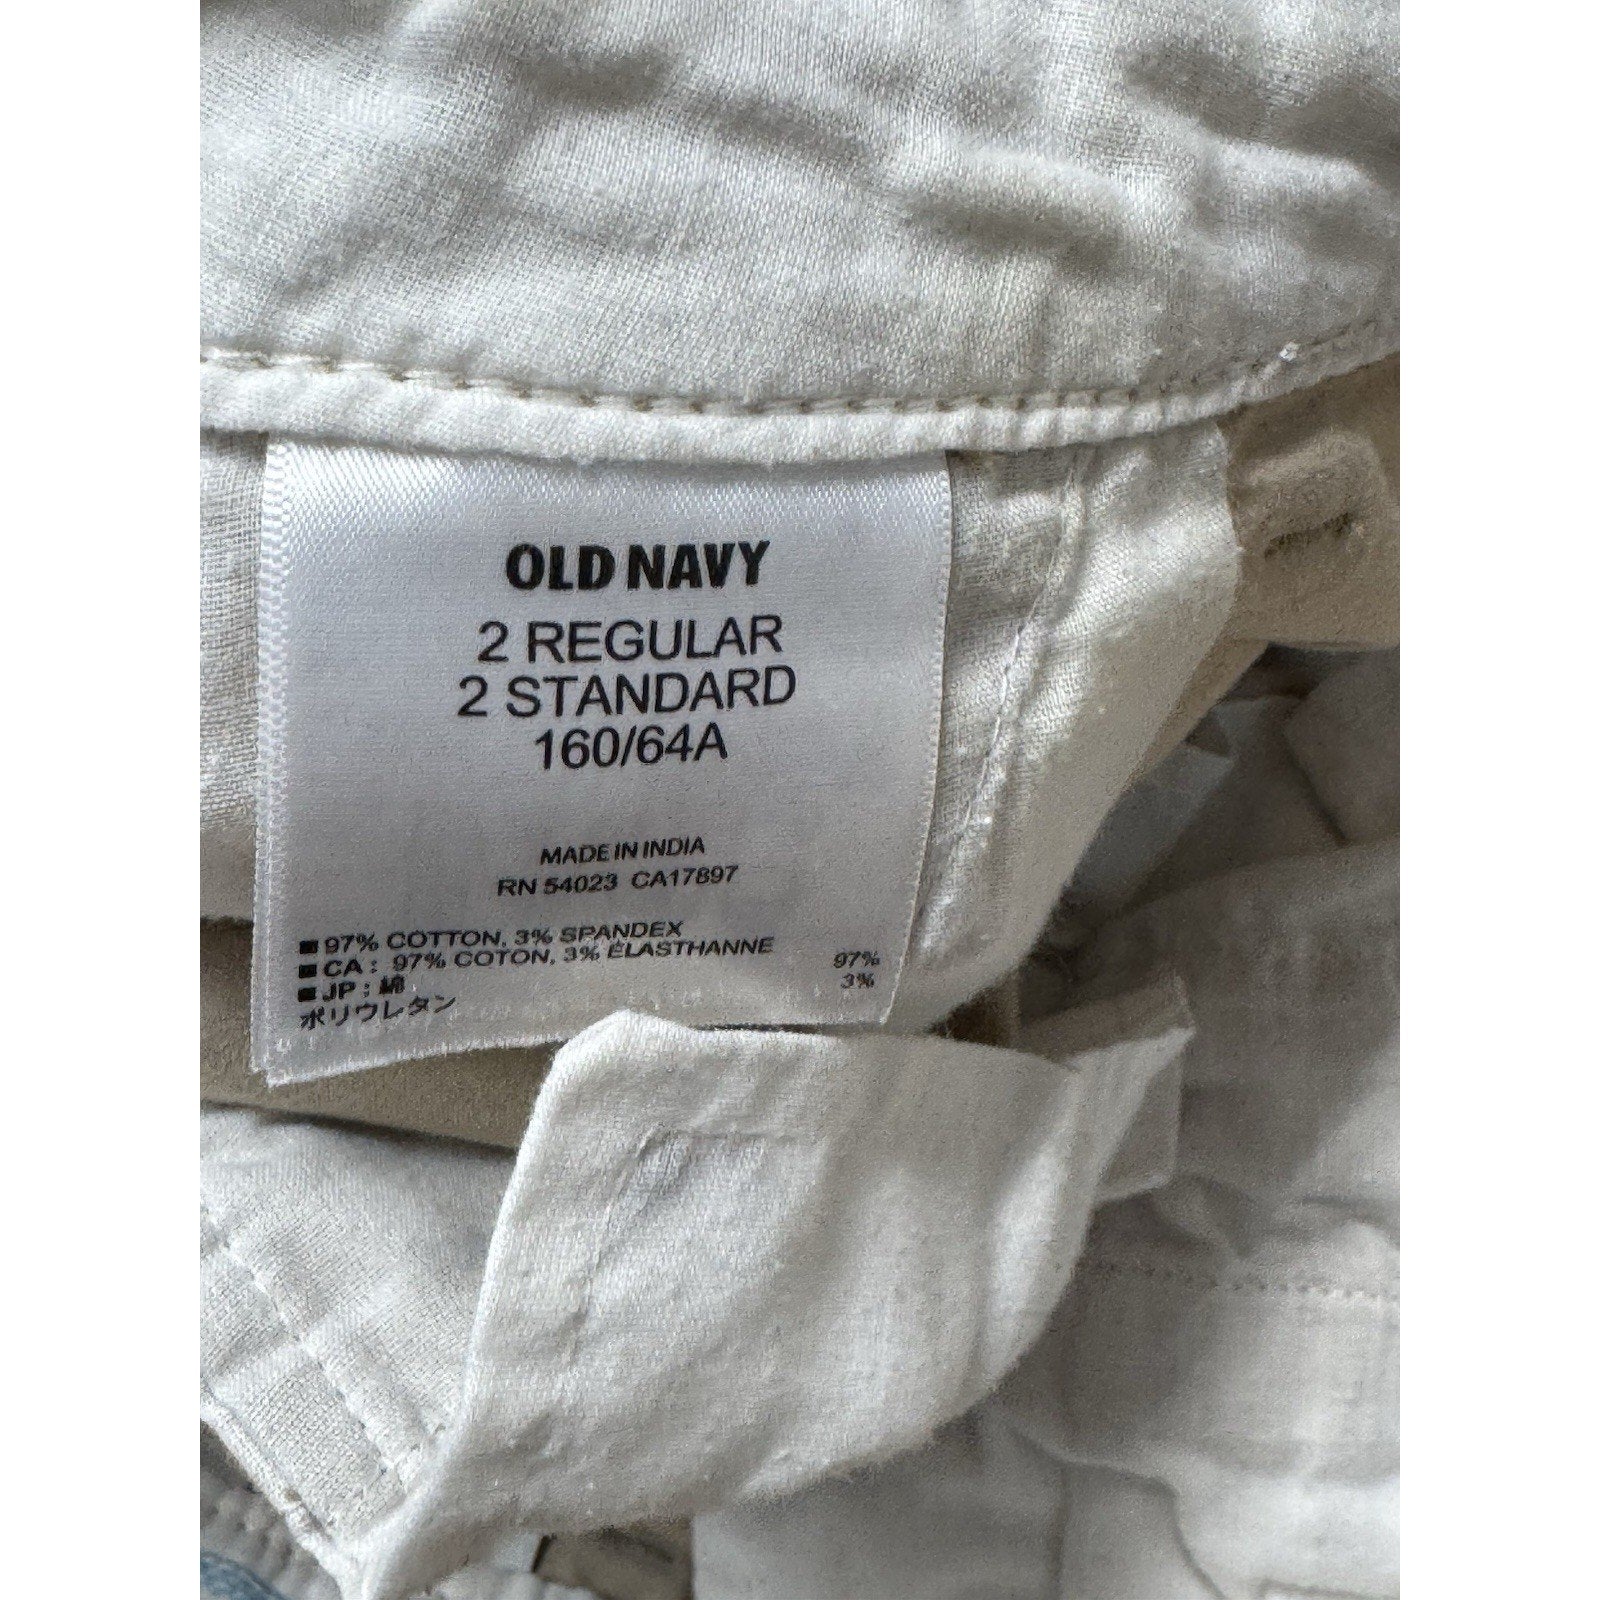 OLD NAVY
2 REGULAR
2 STANDARD
160/64A
MADE IN INDIA
RN 54023 CA17897
■ 97% COTTON, 3% SPANDEX
■ CA : 97% COTON, 3% ÉLASTHANNE
■ JP : 綿 97%
ポリウレタン 3%